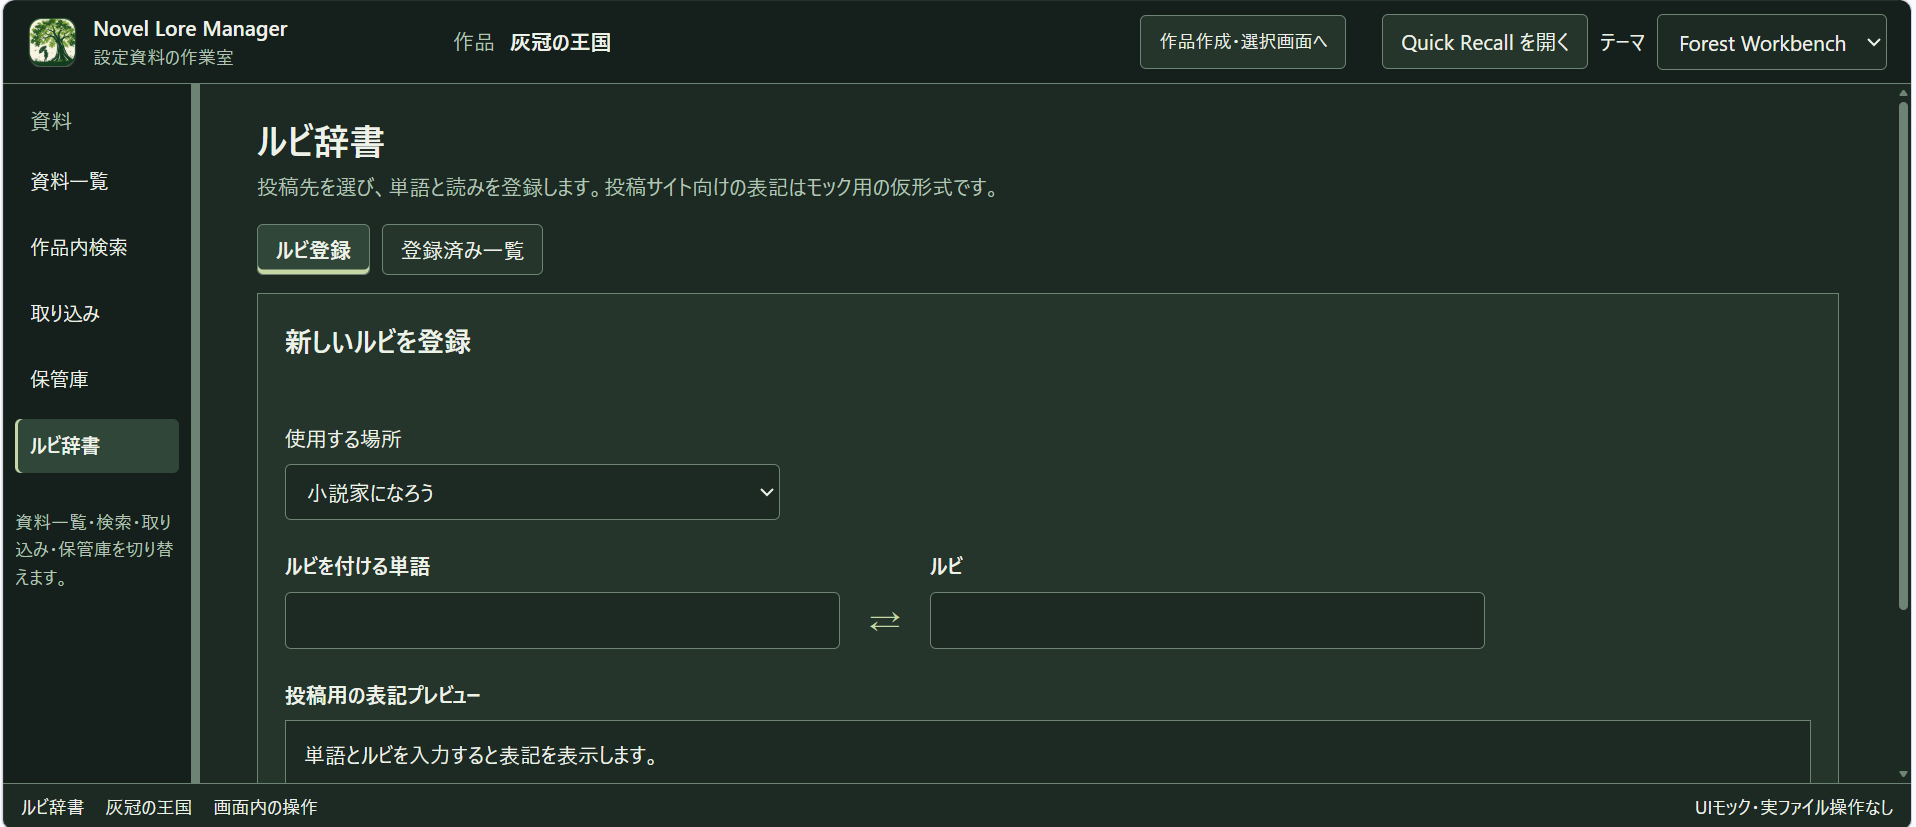 Novel Lore Manager
設定資料の作業室
作品 灰冠の王国
作品作成・選択画面へ
Quick Recall を開く
テーマ
Forest Workbench
資料
資料一覧
作品内検索
取り込み
保管庫
ルビ辞書
資料一覧・検索・取り
込み・保管庫を切り替
えます。
ルビ辞書
投稿先を選び、単語と読みを登録します。投稿サイト向けの表記はモック用の仮形式です。
ルビ登録
登録済み一覧
新しいルビを登録
使用する場所
小説家になろう
ルビを付ける単語
⇄
ルビ
投稿用の表記プレビュー
単語とルビを入力すると表記を表示します。
ルビ辞書 灰冠の王国 画面内の操作
UIモック・実ファイル操作なし